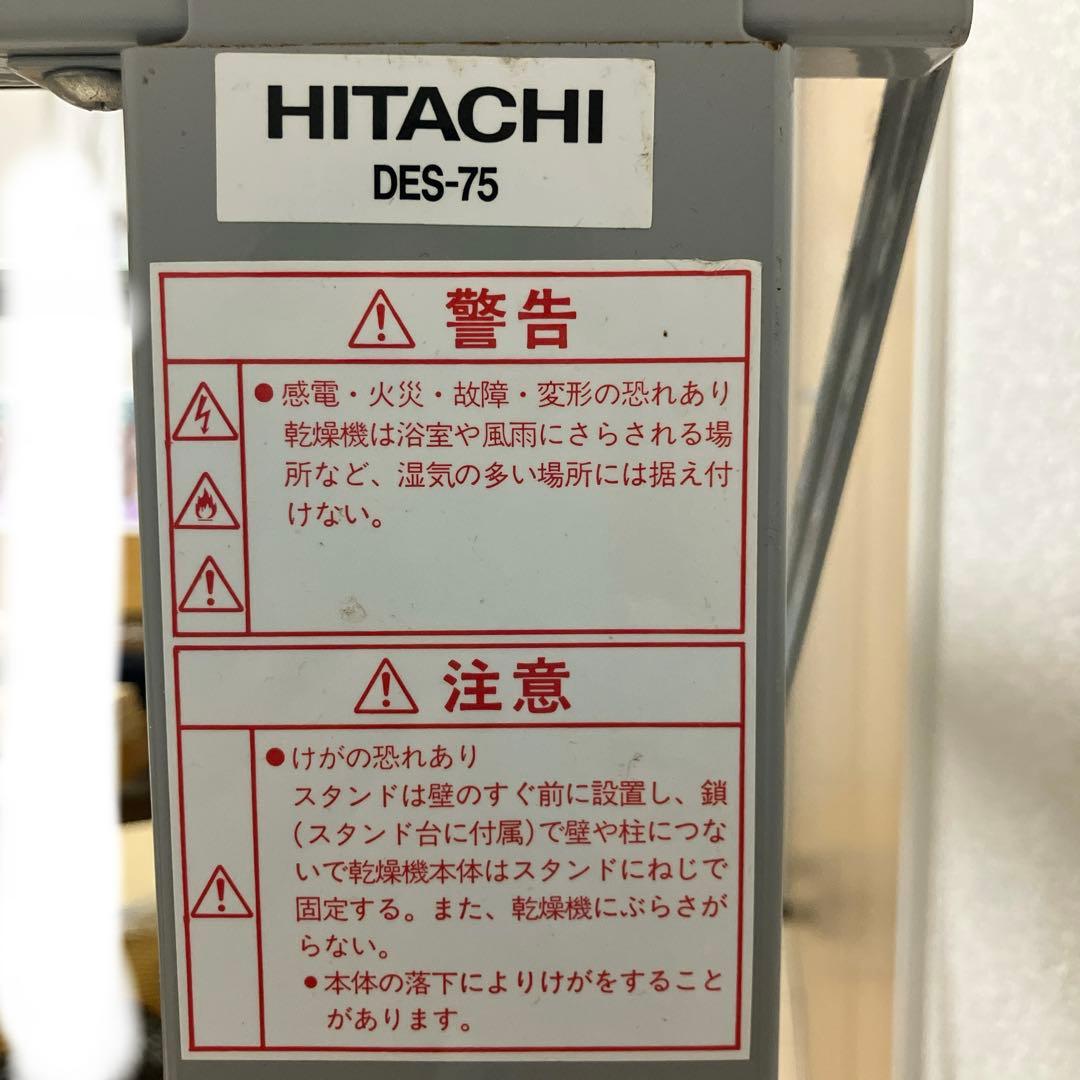 HITACHI
DES-75
警告
●感電・火災・故障・変形の恐れあり
乾燥機は浴室や風雨にさらされる場
所など、湿気の多い場所には据え付
けない。
注意
●けがの恐れあり
スタンドは壁のすぐ前に設置し、鎖
(スタンド台に付属)で壁や柱につな
いで乾燥機本体はスタンドにねじで
固定する。また、乾燥機にぶらさが
らない。
●本体の落下によりけがをすること
があります。